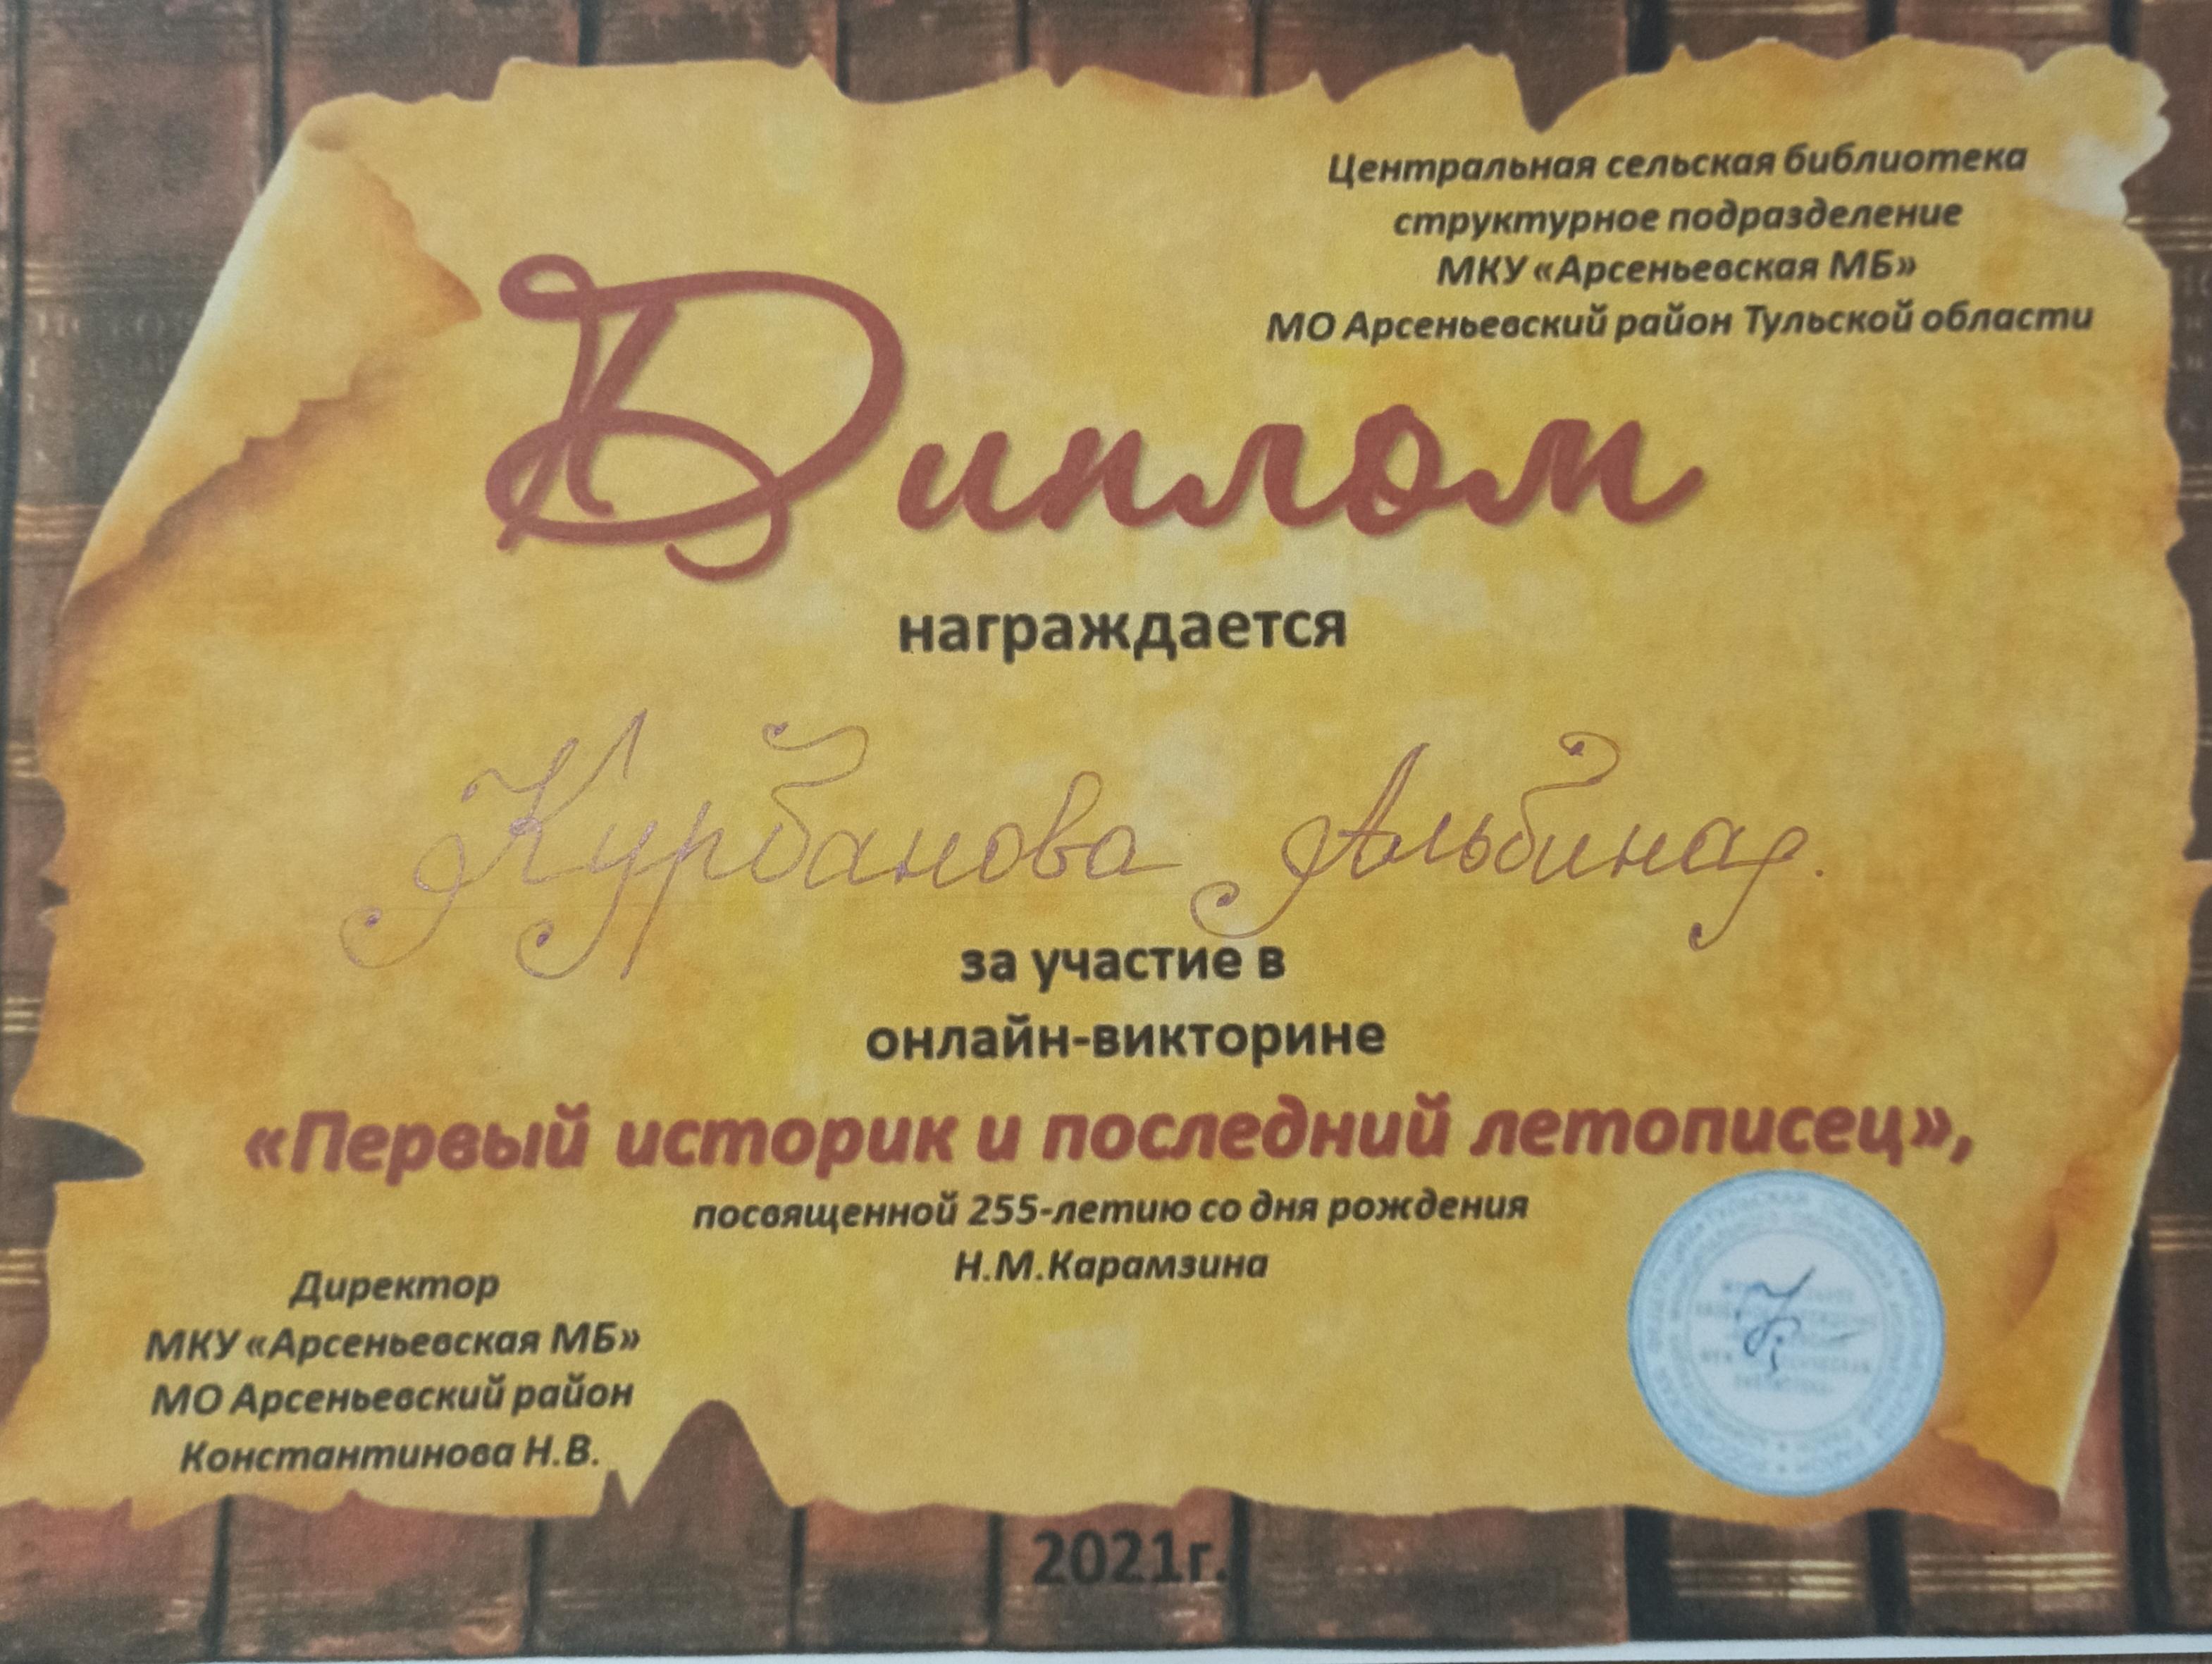 Центральная сельская библиотека
структурное подразделение
МКУ «Арсеньевская МБ»
МО Арсеньевский район Тульской области
Диплом
награждается
Курбанова Альбина.
за участие в
онлайн-викторине
«Первый историк и последний летописец»,
посвященной 255-летию со дня рождения
Н.М.Карамзина
Директор
МКУ «Арсеньевская МБ»
МО Арсеньевский район
Константинова Н.В.
2021г.